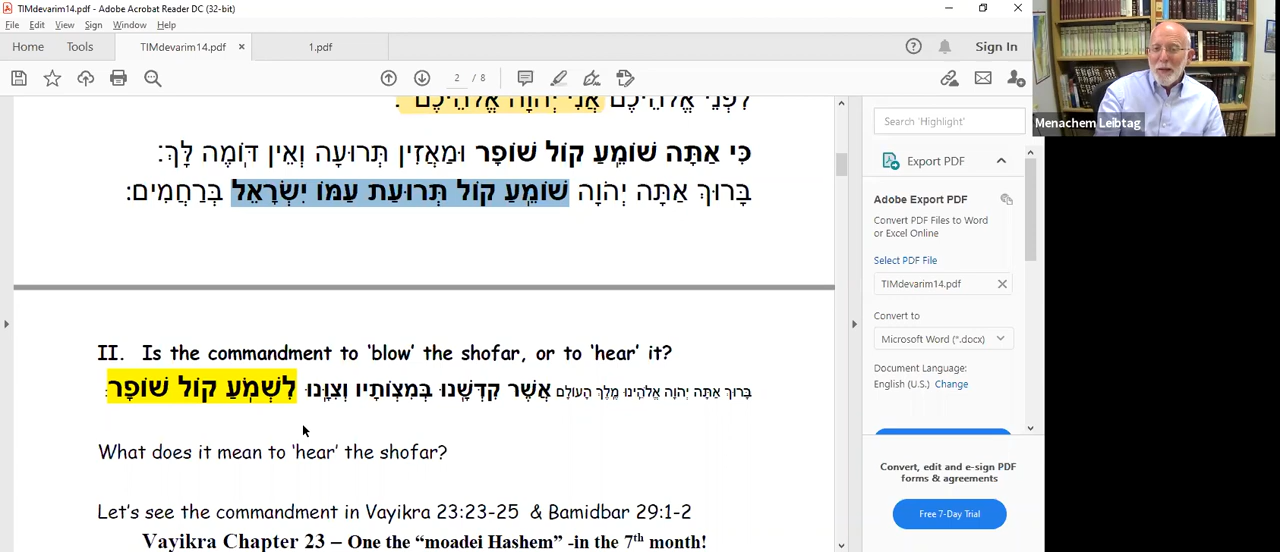 TIMdevarim14.pdf - Adobe Acrobat Reader DC (32-bit)
File Edit View Sign Window Help
Home Tools TIMdevarim14.pdf × 1.pdf Sign In
2 / 8
לִפְנֵי אֱלֹהֵיכֶם אֲנִי יְהֹוָה אֱלֹהֵיכֶם׃
כִּי אַתָּה שׁוֹמֵֽעַ קוֹל שׁוֹפָר וּמַאֲזִין תְּרוּעָה וְאֵין דּֽוֹמֶה לָּךְ׃
בָּרוּךְ אַתָּה יְהֹוָה שׁוֹמֵֽעַ קוֹל תְּרוּעַת עַמּוֹ יִשְׂרָאֵל בְּרַחֲמִים:
II. Is the commandment to 'blow' the shofar, or to 'hear' it?
בָּרוּךְ אַתָּה יְהֹוָה אֱלֹהֵֽינוּ מֶֽלֶךְ הָעוֹלָם אֲשֶׁר קִדְּשָֽׁנוּ בְּמִצְוֹתָיו וְצִוָּֽנוּ לִשְׁמֹֽעַ קוֹל שׁוֹפָר:
What does it mean to 'hear' the shofar?
Let's see the commandment in Vayikra 23:23-25 & Bamidbar 29:1-2
Vayikra Chapter 23 – One the "moadei Hashem" -in the 7th month!
Search 'Highlight'
Export PDF
Adobe Export PDF
Convert PDF Files to Word
or Excel Online
Select PDF File
TIMdevarim14.pdf ×
Convert to
Microsoft Word (*.docx)
Document Language:
English (U.S.) Change
Convert, edit and e-sign PDF
forms & agreements
Free 7-Day Trial
Menachem Leibtag